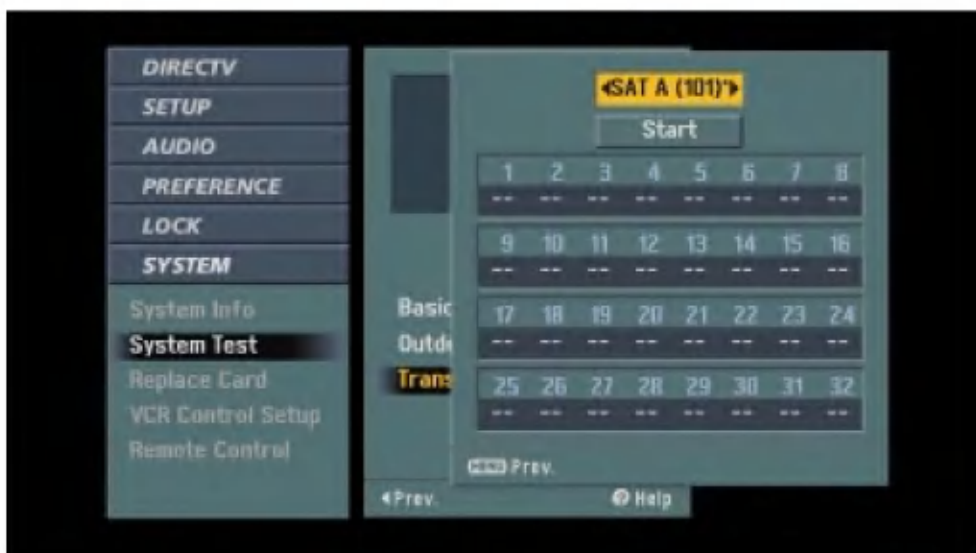 DIRECTV
SETUP
AUDIO
PREFERENCE
LOCK
SYSTEM
System Info
System Test
Replace Card
VCR Control Setup
Remote Control
Basic
Outd
Trans
◀Prev.
Help
◀SAT A (101)*▶
Start
1 2 3 4 5 6 7 8
-- -- -- -- -- -- -- --
9 10 11 12 13 14 15 16
-- -- -- -- -- -- -- --
17 18 19 20 21 22 23 24
-- -- -- -- -- -- -- --
25 26 27 28 29 30 31 32
-- -- -- -- -- -- -- --
MENU Prev.